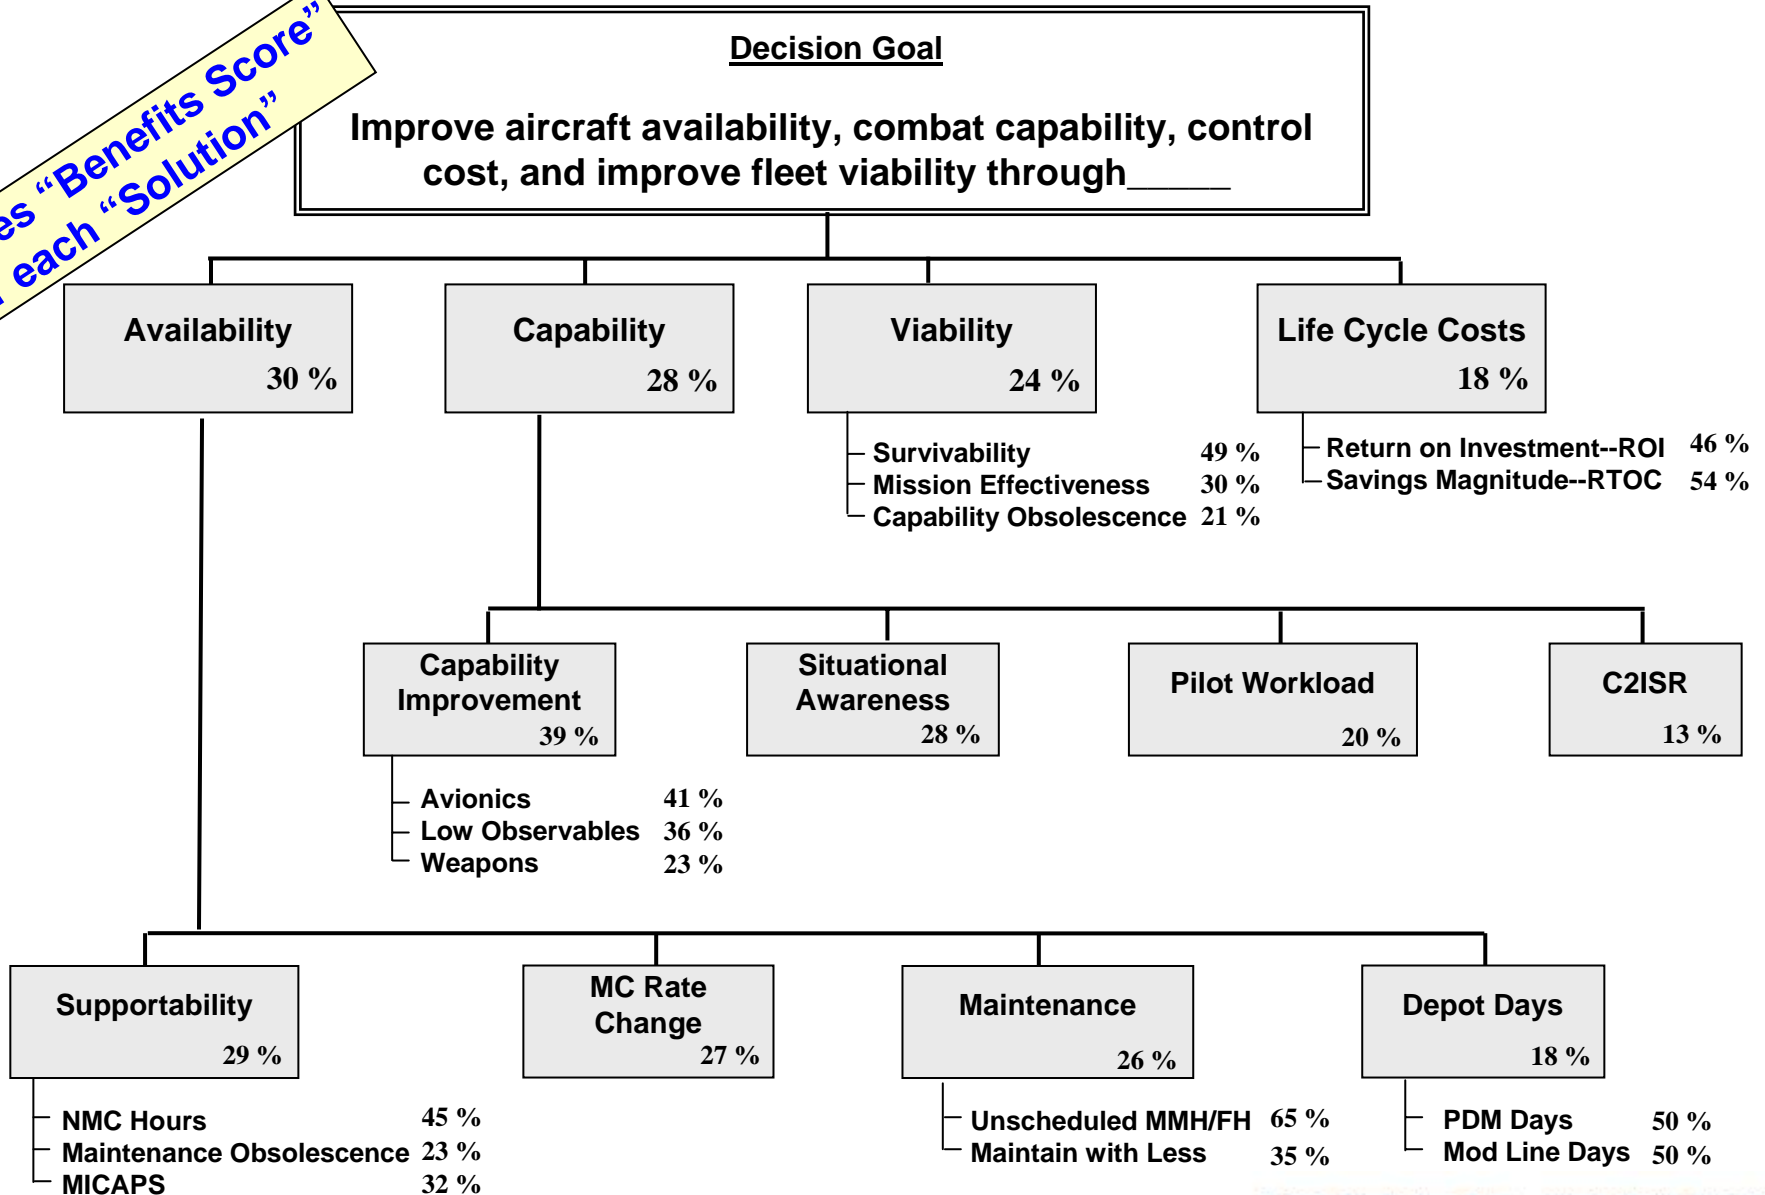 es “Benefits Score”
each “Solution”
Decision Goal
Improve aircraft availability, combat capability, control
cost, and improve fleet viability through_____
Availability
30 %
Capability
28 %
Viability
24 %
Life Cycle Costs
18 %
Survivability 49 %
Mission Effectiveness 30 %
Capability Obsolescence 21 %
Return on Investment--ROI 46 %
Savings Magnitude--RTOC 54 %
Capability
Improvement
39 %
Situational
Awareness
28 %
Pilot Workload
20 %
C2ISR
13 %
Avionics 41 %
Low Observables 36 %
Weapons 23 %
Supportability
29 %
MC Rate
Change
27 %
Maintenance
26 %
Depot Days
18 %
NMC Hours 45 %
Maintenance Obsolescence 23 %
MICAPS 32 %
Unscheduled MMH/FH 65 %
Maintain with Less 35 %
PDM Days 50 %
Mod Line Days 50 %